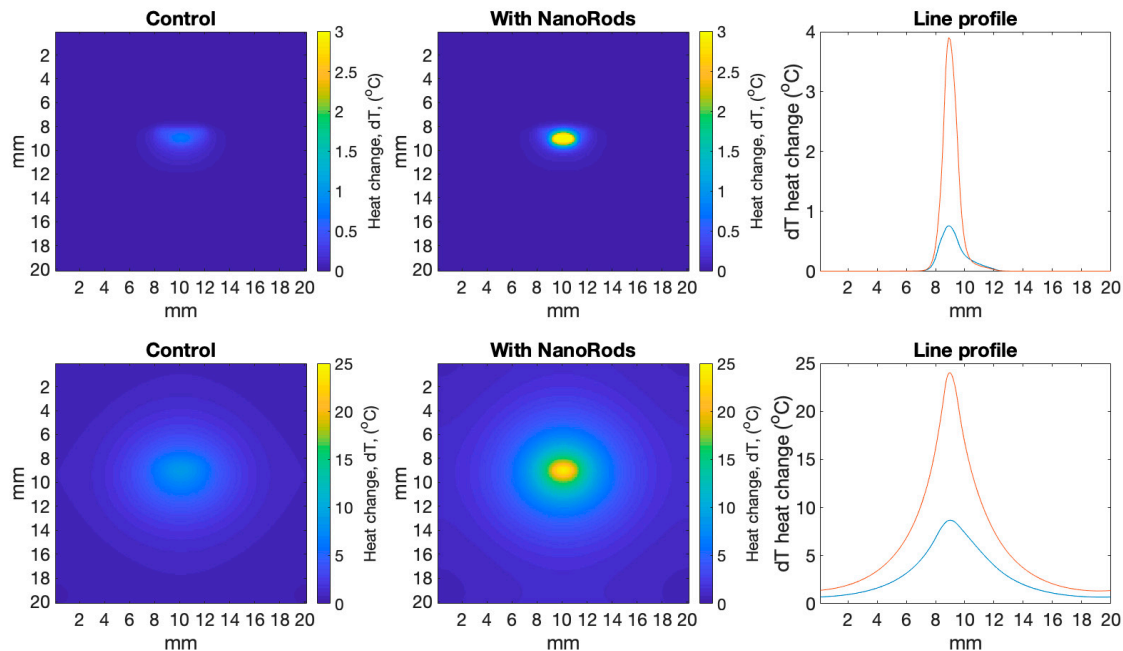 Control
2
4
6
8
10
12
14
16
18
20
mm
2 4 6 8 10 12 14 16 18 20
mm
3
2.5
2
1.5
1
0.5
0
Heat change, dT, (°C)
With NanoRods
2
4
6
8
10
12
14
16
18
20
mm
2 4 6 8 10 12 14 16 18 20
mm
3
2.5
2
1.5
1
0.5
0
Heat change, dT, (°C)
Line profile
4
3
2
1
0
dT heat change (°C)
2 4 6 8 10 12 14 16 18 20
mm
Control
2
4
6
8
10
12
14
16
18
20
mm
2 4 6 8 10 12 14 16 18 20
mm
25
20
15
10
5
0
Heat change, dT, (°C)
With NanoRods
2
4
6
8
10
12
14
16
18
20
mm
2 4 6 8 10 12 14 16 18 20
mm
25
20
15
10
5
0
Heat change, dT, (°C)
Line profile
25
20
15
10
5
0
dT heat change (°C)
2 4 6 8 10 12 14 16 18 20
mm